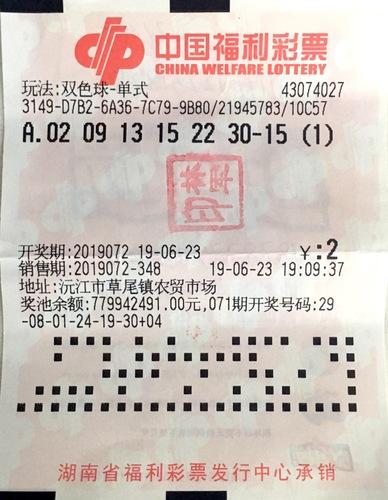 中国福利彩票
CHINA WELFARE LOTTERY
玩法:双色球-单式 43074027
3149-D7B2-6A36-7C79-9B80/21945783/10C57
A.02 09 13 15 22 30-15 (1)
开奖期:2019072 19-06-23 ¥:2
销售期:2019072-348 19-06-23 19:09:37
地址:沅江市草尾镇农贸市场
奖池余额:779942491.00元,071期开奖号码:29
-08-01-24-19-30+04
湖南省福利彩票发行中心承销